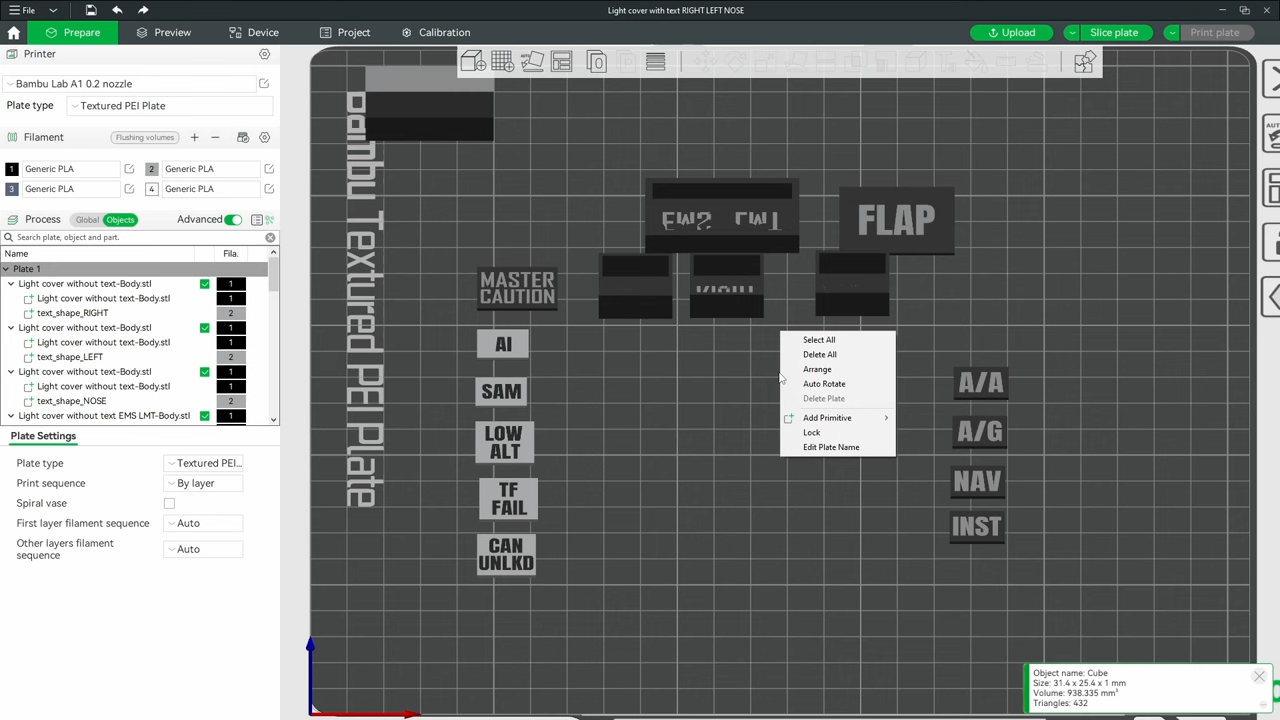 File
Light cover with text RIGHT LEFT NOSE
Prepare
Preview
Device
Project
Calibration
Upload
Slice plate
Print plate
Printer
Bambu Lab A1 0.2 nozzle
Plate type
Textured PEI Plate
Filament
Flushing volumes
1 Generic PLA
2 Generic PLA
3 Generic PLA
4 Generic PLA
Process
Global
Objects
Advanced
Search plate, object and part.
Name
Fila.
Plate 1
Light cover without text-Body.stl 1
Light cover without text-Body.stl 1
text_shape_RIGHT 2
Light cover without text-Body.stl 1
Light cover without text-Body.stl 1
text_shape_LEFT 2
Light cover without text-Body.stl 1
Light cover without text-Body.stl 1
text_shape_NOSE 2
Light cover without text EMS LMT-Body.stl 1
Plate Settings
Plate type
Textured PEI...
Print sequence
By layer
Spiral vase
First layer filament sequence
Auto
Other layers filament
sequence
Auto
Bambu Textured PEI Plate
FLAP
MASTER
CAUTION
AI
SAM
LOW
ALT
TF
FAIL
CAN
UNLKD
A/A
A/G
NAV
INST
Select All
Delete All
Arrange
Auto Rotate
Delete Plate
Add Primitive
Lock
Edit Plate Name
Object name: Cube
Size: 31.4 x 25.4 x 1 mm
Volume: 938.335 mm³
Triangles: 432